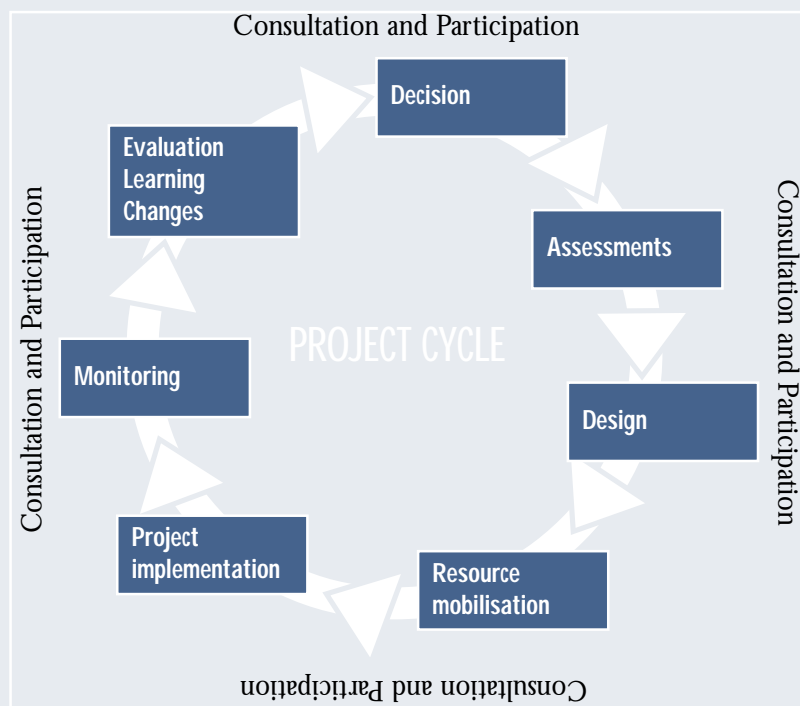 Consultation and Participation
Decision
Evaluation
Learning
Changes
Assessments
Consultation and Participation
Consultation and Participation
PROJECT CYCLE
Monitoring
Design
Project
implementation
Resource
mobilisation
Consultation and Participation